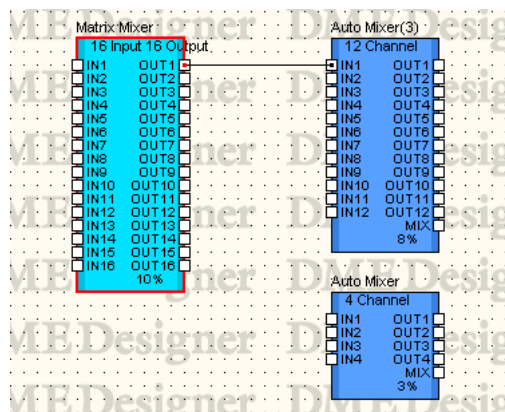 Matrix Mixer
16 Input 16 Output
IN1 OUT1
IN2 OUT2
IN3 OUT3
IN4 OUT4
IN5 OUT5
IN6 OUT6
IN7 OUT7
IN8 OUT8
IN9 OUT9
IN10 OUT10
IN11 OUT11
IN12 OUT12
IN13 OUT13
IN14 OUT14
IN15 OUT15
IN16 OUT16
10%
Auto Mixer(3)
12 Channel
IN1 OUT1
IN2 OUT2
IN3 OUT3
IN4 OUT4
IN5 OUT5
IN6 OUT6
IN7 OUT7
IN8 OUT8
IN9 OUT9
IN10 OUT10
IN11 OUT11
IN12 OUT12
MIX
8%
Auto Mixer
4 Channel
IN1 OUT1
IN2 OUT2
IN3 OUT3
IN4 OUT4
MIX
3%
DME Designer